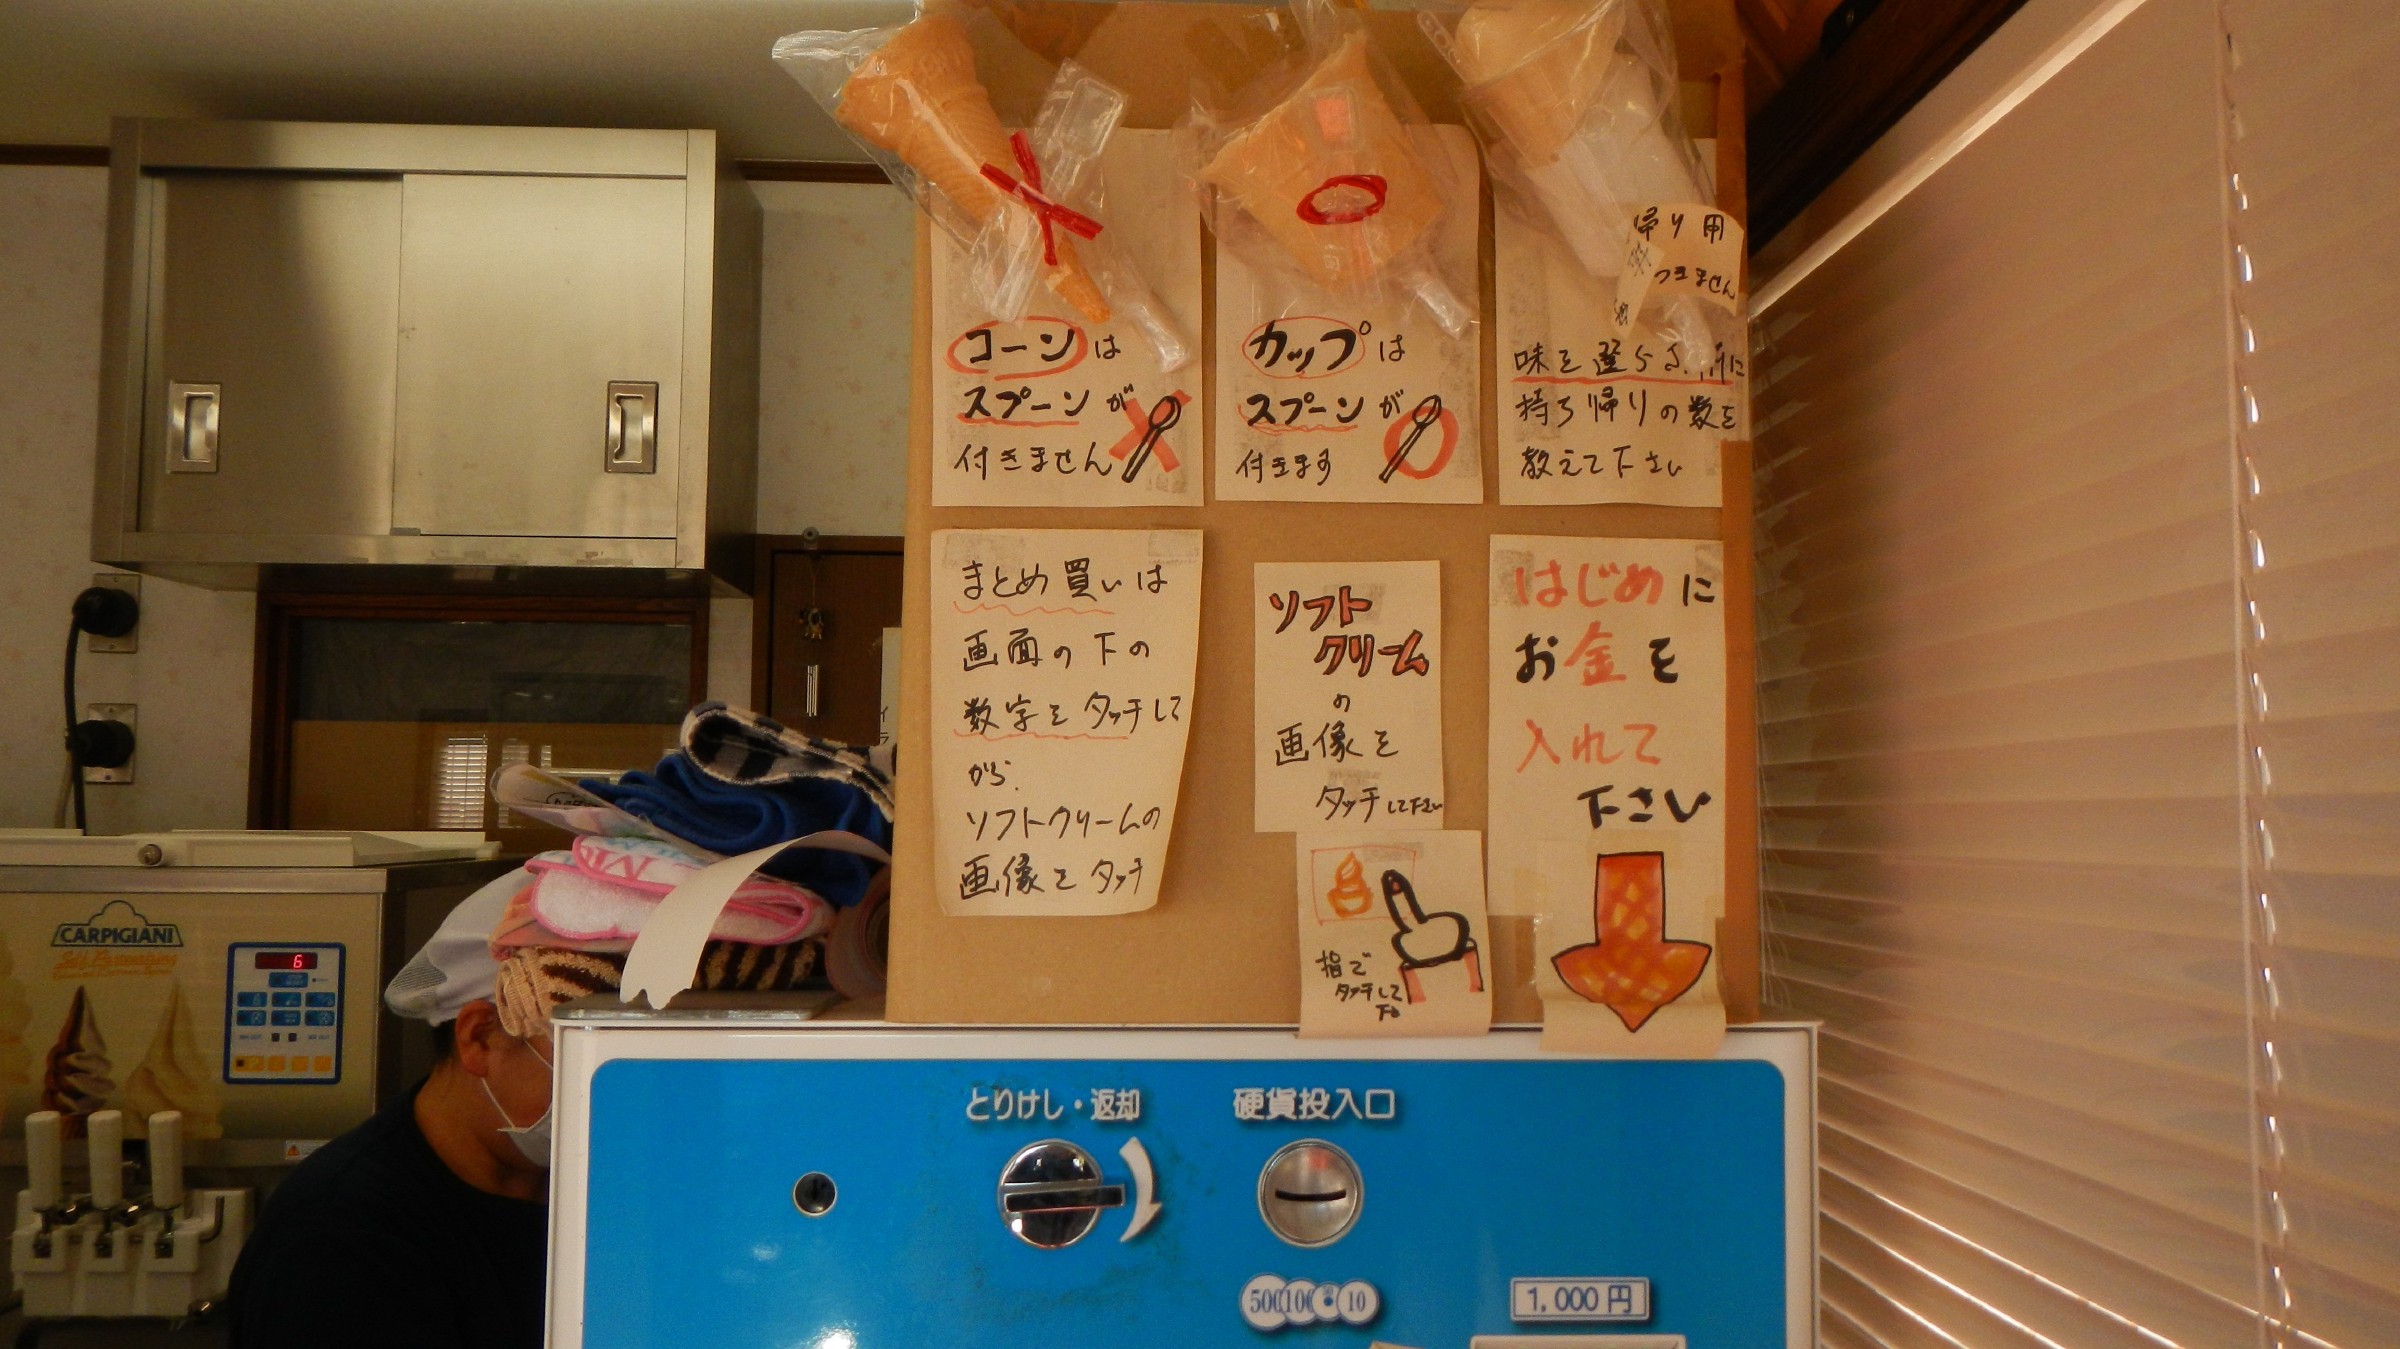 コーンは
スプーンが
付きません
カップは
スプーンが
付きます
帰り用
つきません
味を選
持ち帰りの数を
教えて下さい
まとめ買いは
画面の下の
数字をタッチして
から
ソフトクリームの
画像をタッチ
ソフト
クリーム
の
画像を
タッチして下さい
指で
タッチして
下
はじめに
お金を
入れて
下さい
CARPIGIANI
6
とりけし・返却
硬貨投入口
500 100 50 10
1,000円